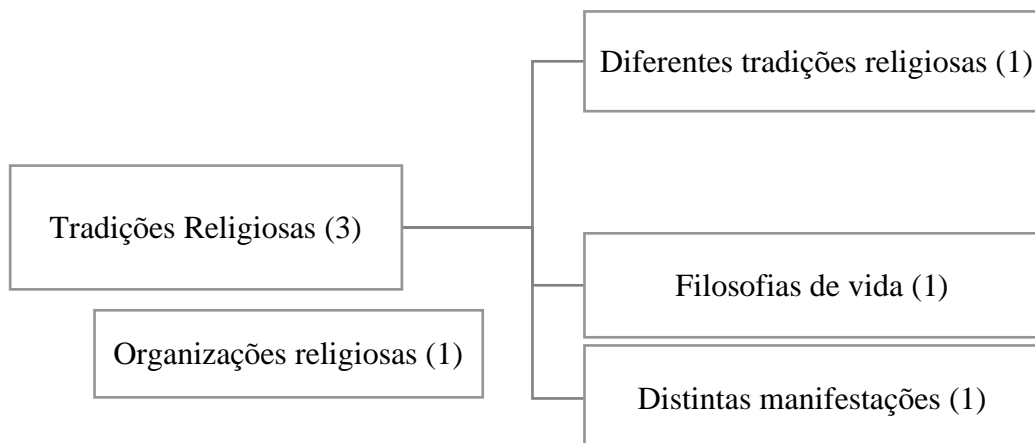 Diferentes tradições religiosas (1)
Tradições Religiosas (3)
Filosofias de vida (1)
Organizações religiosas (1)
Distintas manifestações (1)